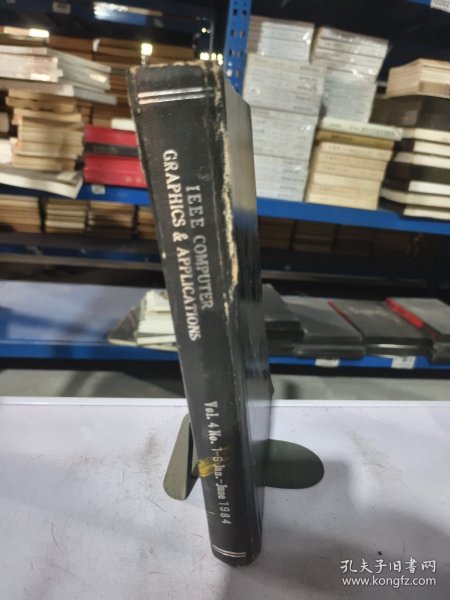 IEEE COMPUTER
GRAPHICS & APPLICATIONS
Vol. 4 No. 1-6 Jan.-June 1984
孔夫子旧书网
www.kongfz.com